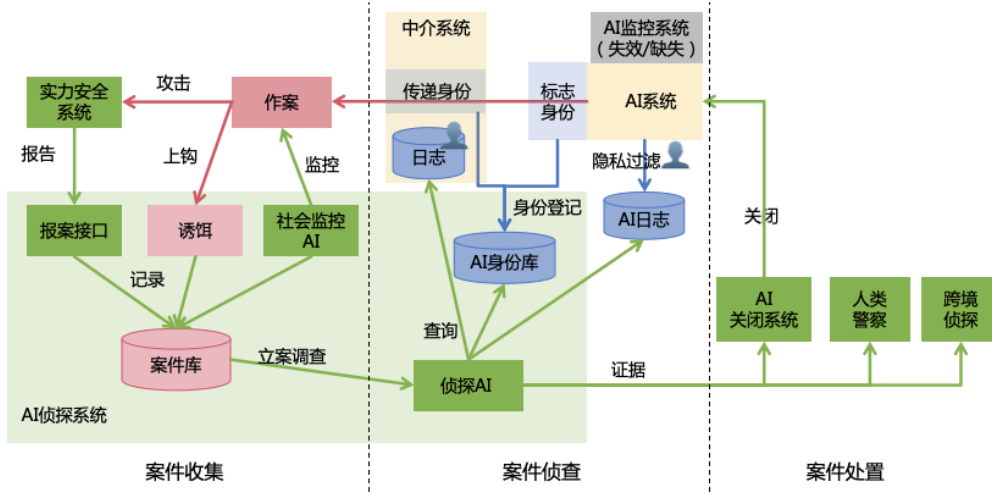 中介系统
AI监控系统
（失效/缺失）
实力安全
系统
攻击
作案
传递身份
标志
身份
AI系统
报告
上钩
监控
日志
隐私过滤
报案接口
诱饵
社会监控
AI
身份登记
AI日志
关闭
记录
AI身份库
查询
AI
关闭系统
人类
警察
跨境
侦探
案件库
立案调查
侦探AI
证据
AI侦探系统
案件收集
案件侦查
案件处置